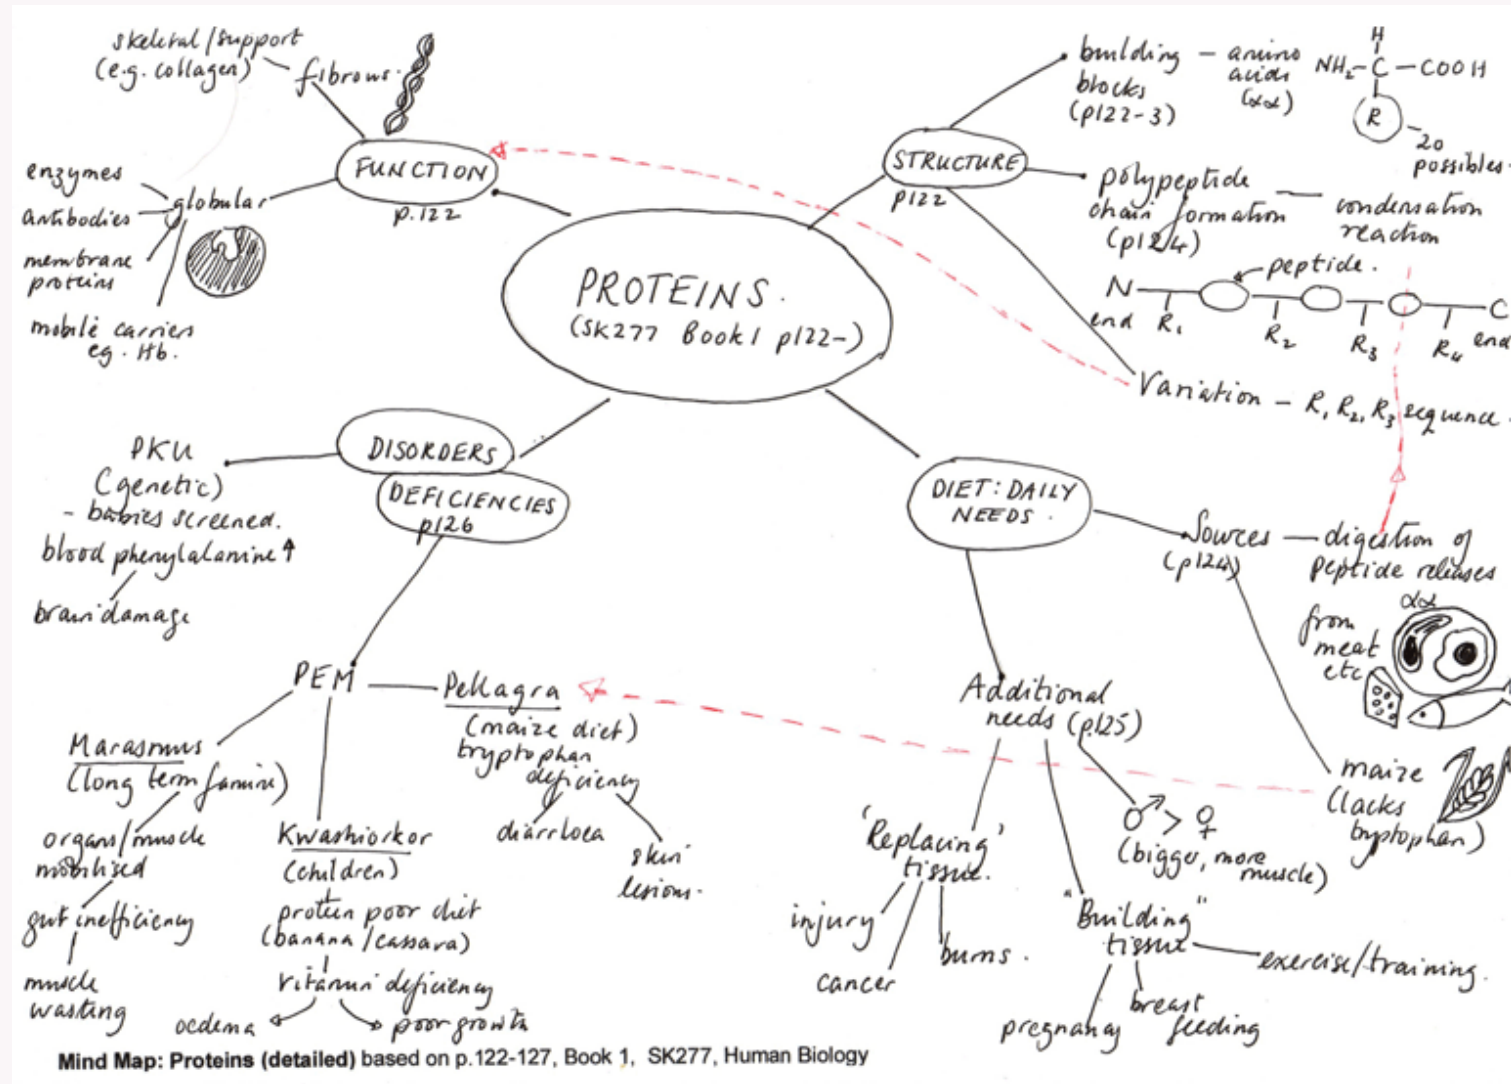 PROTEINS.
(SK277 Book 1 p122-)
FUNCTION
p.122
fibrous.
skeletal/support
(e.g. collagen)
globular
enzymes
antibodies
membrane
proteins
mobile carriers
eg. Hb.
STRUCTURE
p122
building
blocks
(p122-3)
amino
acids
(αα)
H
NH2-C-COOH
R
20
possibles.
polypeptide
chain formation
(p124)
condensation
reaction
peptide.
N
end
R1
R2
R3
R4
C
end
Variation - R1 R2, R3 sequence.
DISORDERS
DEFICIENCIES
p126
PKU
(genetic)
- babies screened.
blood phenylalanine ↑
brain damage
PEM
Pellagra
(maize diet)
tryptophan
deficiency
diarrhoea
skin
lesions.
Marasmus
(long term famine)
organs/muscle
mobilised
gut inefficiency
muscle
wasting
Kwashiorkor
(children)
protein poor diet
(banana/cassava)
vitamin deficiency
oedema
poor growth
DIET: DAILY
NEEDS.
Sources
(p124)
digestion of
peptide releases
αα
from
meat
etc
maize
(lacks
tryptophan)
Additional
needs (p.125)
♂ > ♀
(bigger, more
muscle)
'Replacing'
tissue.
injury
cancer
burns.
"Building"
tissue
exercise/training.
breast
feeding
pregnancy
Mind Map: Proteins (detailed) based on p.122-127, Book 1, SK277, Human Biology